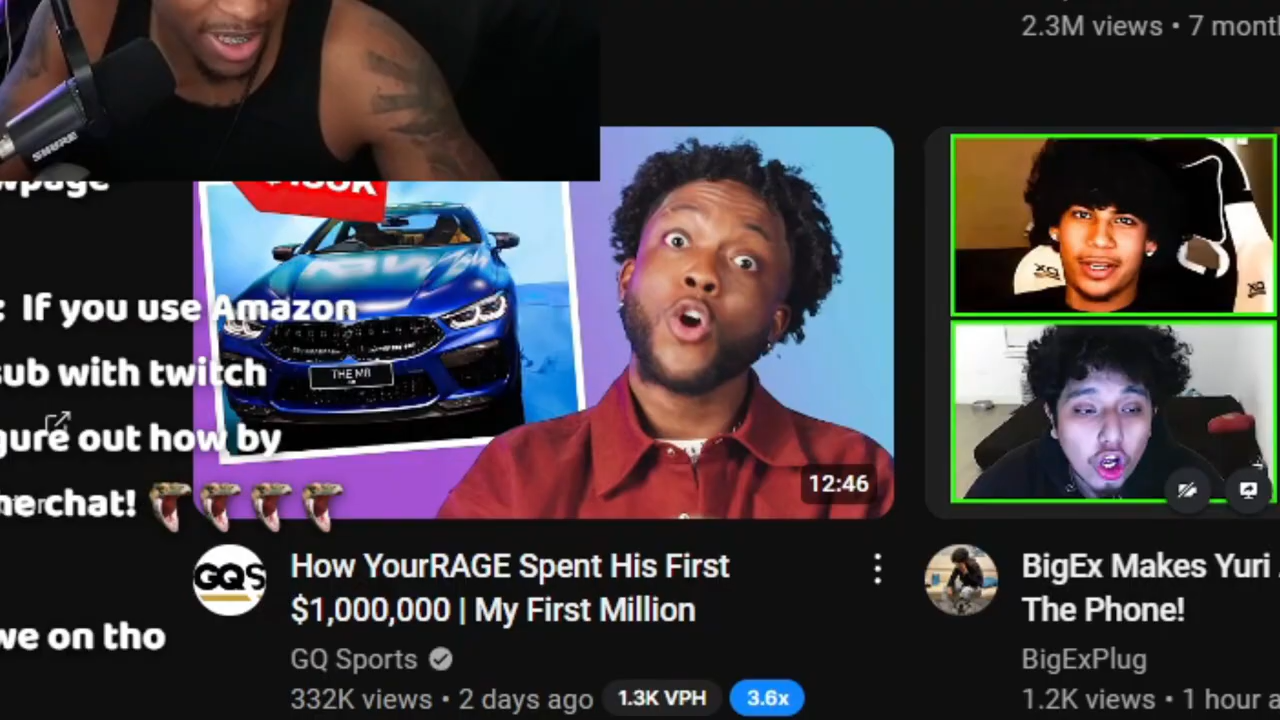 2.3M views • 7 mont
SHURE
: If you use Amazon
sub with twitch
gure out how by
he chat!
we on tho
THE M8
12:46
GQS
How YourRAGE Spent His First
$1,000,000 | My First Million
GQ Sports
332K views • 2 days ago 1.3K VPH 3.6x
BigEx Makes Yuri
The Phone!
BigExPlug
1.2K views • 1 hour a